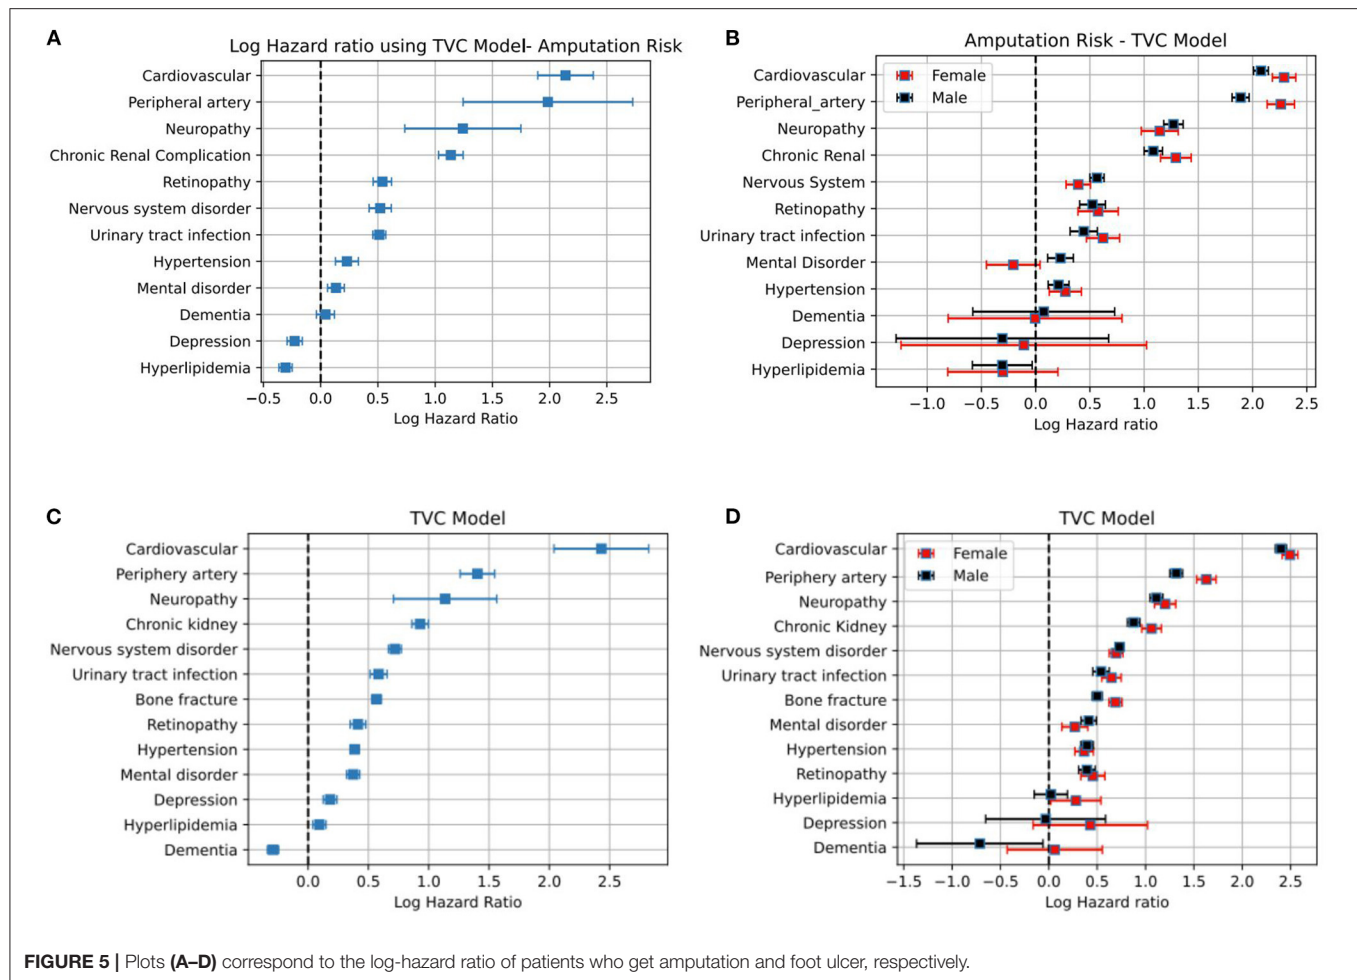 A
Log Hazard ratio using TVC Model- Amputation Risk
Cardiovascular
Peripheral artery
Neuropathy
Chronic Renal Complication
Retinopathy
Nervous system disorder
Urinary tract infection
Hypertension
Mental disorder
Dementia
Depression
Hyperlipidemia
−0.5 0.0 0.5 1.0 1.5 2.0 2.5
Log Hazard Ratio
B
Amputation Risk - TVC Model
Female
Male
Cardiovascular
Peripheral_artery
Neuropathy
Chronic Renal
Nervous System
Retinopathy
Urinary tract infection
Mental Disorder
Hypertension
Dementia
Depression
Hyperlipidemia
−1.0 −0.5 0.0 0.5 1.0 1.5 2.0 2.5
Log Hazard ratio
C
TVC Model
Cardiovascular
Periphery artery
Neuropathy
Chronic kidney
Nervous system disorder
Urinary tract infection
Bone fracture
Retinopathy
Hypertension
Mental disorder
Depression
Hyperlipidemia
Dementia
0.0 0.5 1.0 1.5 2.0 2.5
Log Hazard Ratio
D
TVC Model
Female
Male
Cardiovascular
Periphery artery
Neuropathy
Chronic Kidney
Nervous system disorder
Urinary tract infection
Bone fracture
Mental disorder
Hypertension
Retinopathy
Hyperlipidemia
Depression
Dementia
−1.5 −1.0 −0.5 0.0 0.5 1.0 1.5 2.0 2.5
Log Hazard ratio
FIGURE 5 | Plots (A–D) correspond to the log-hazard ratio of patients who get amputation and foot ulcer, respectively.